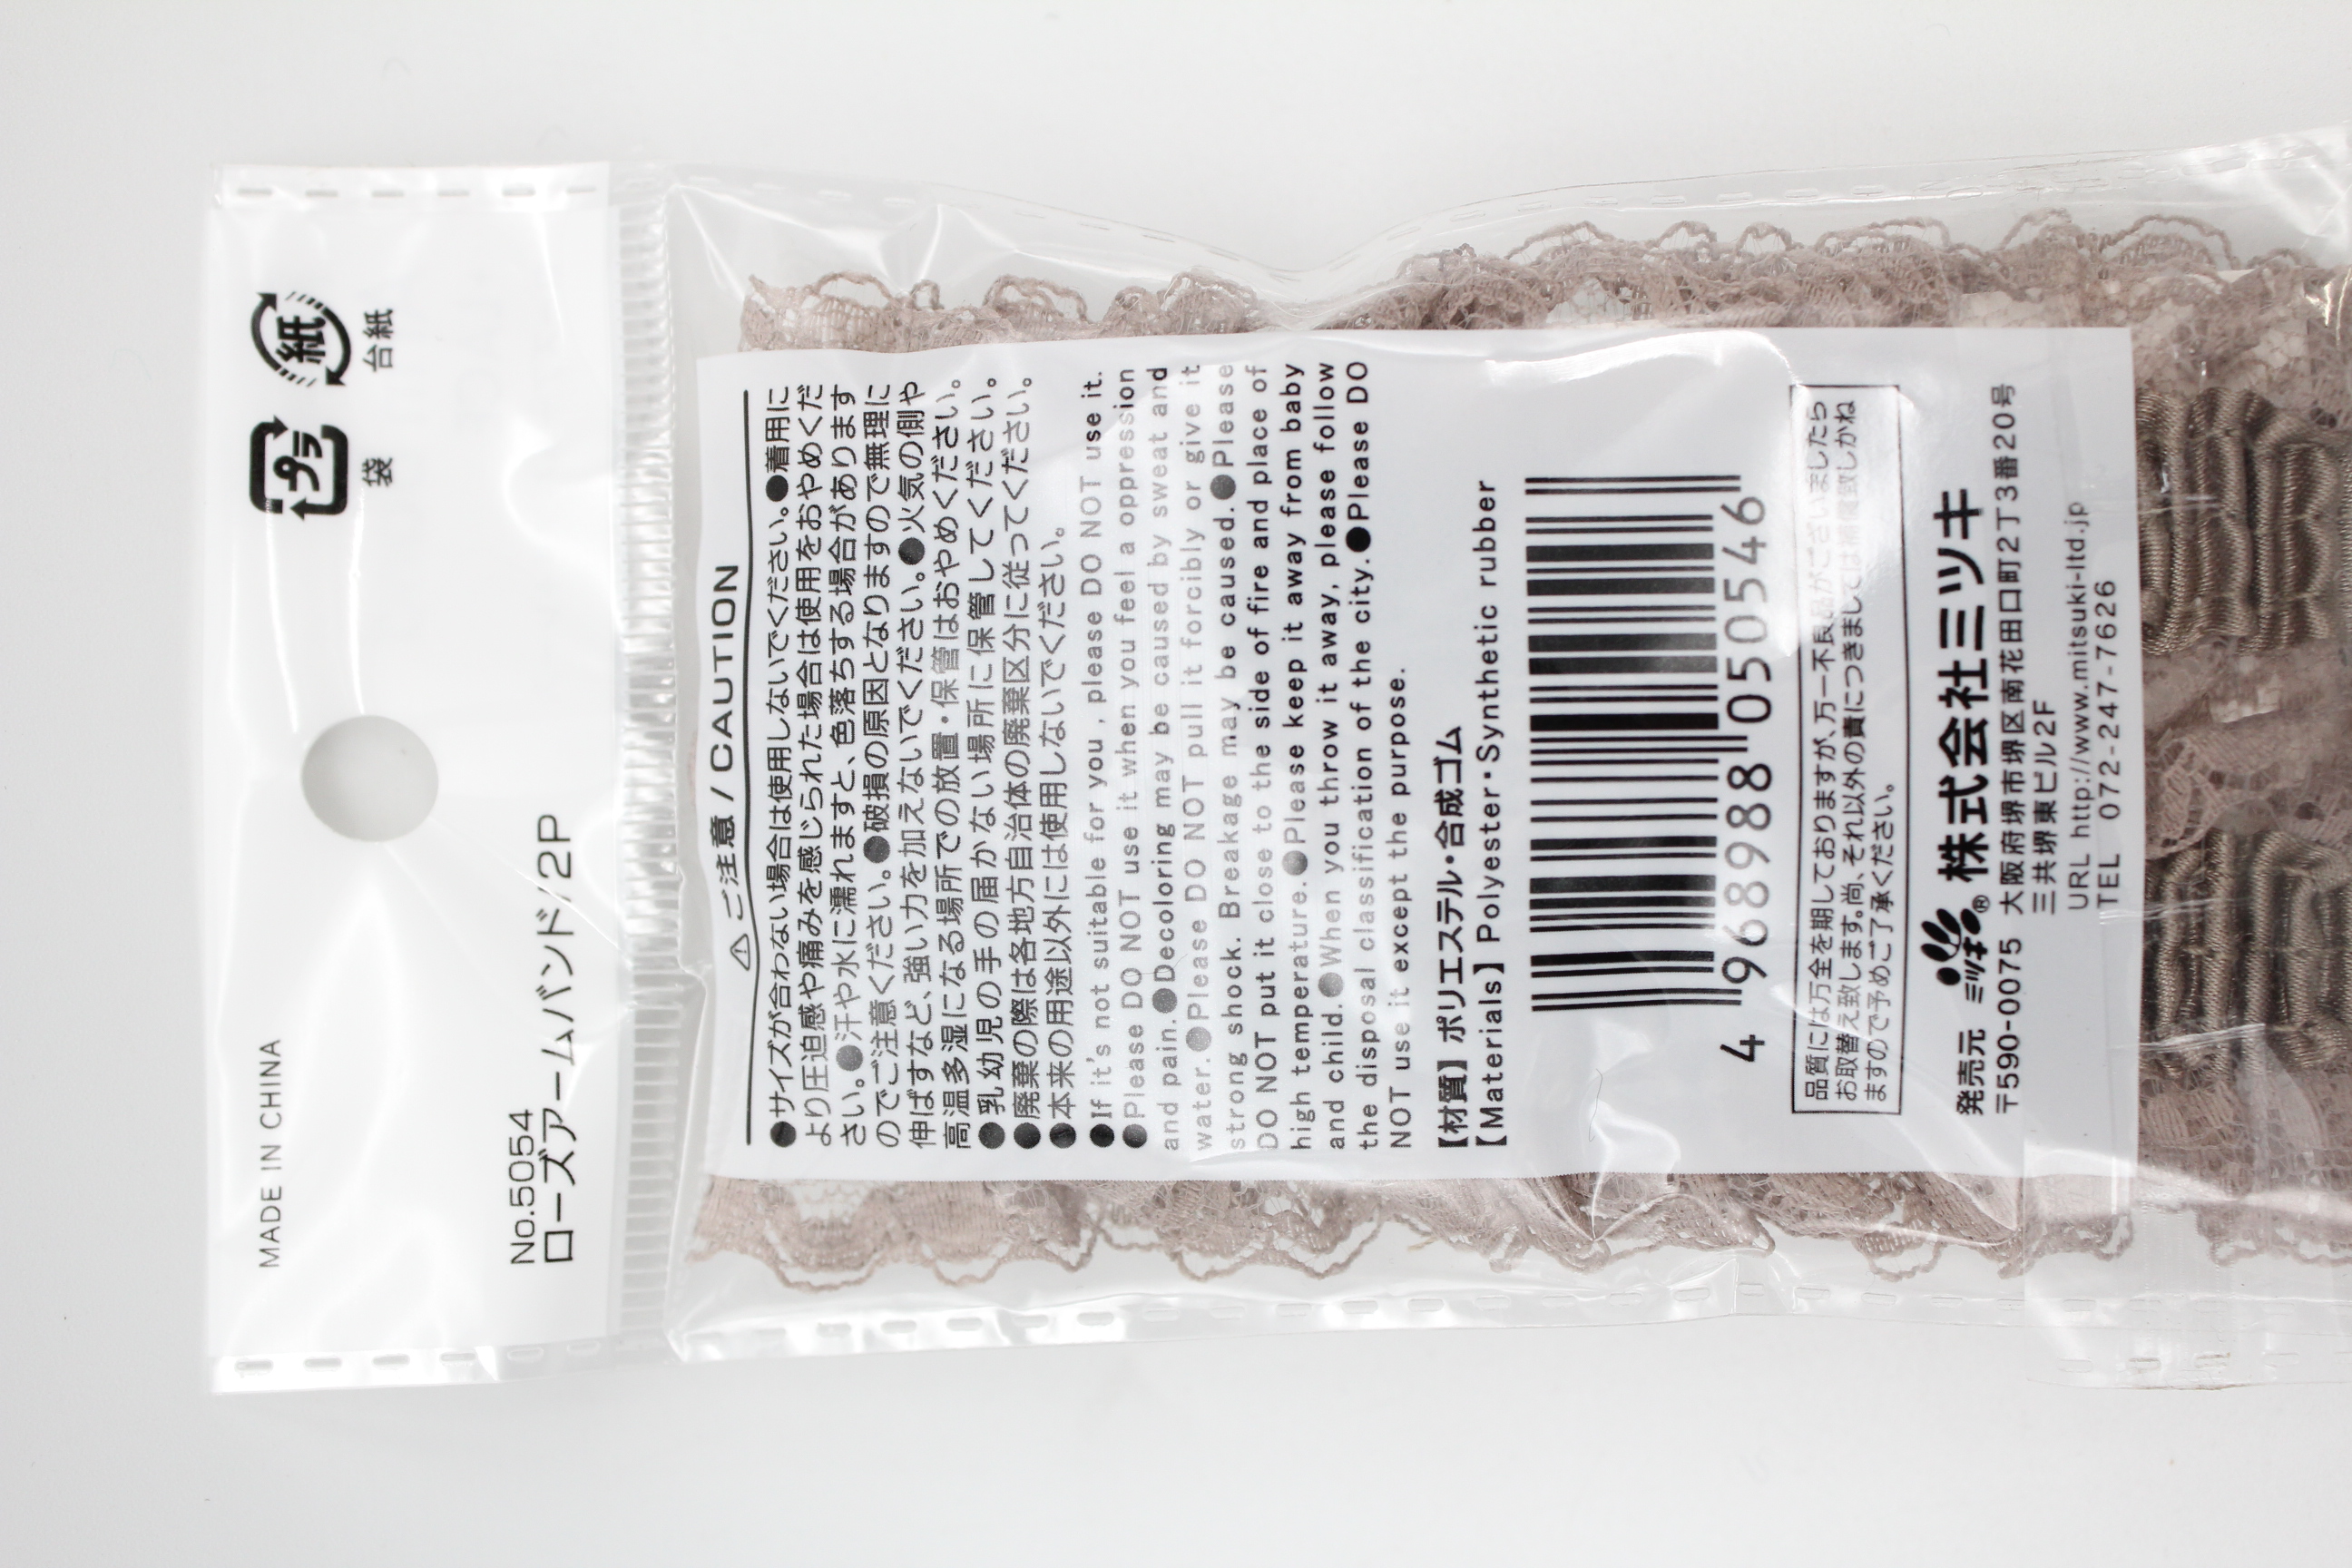 MADE IN CHINA
プラ
袋
紙
台紙
No.5054
ローズアームバンド/2P
ご注意/CAUTION
●サイズが合わない場合は使用しないでください。●着用に
より圧迫感や痛みを感じられた場合は使用をおやめくだ
さい。●汗や水に濡れますと、色落ちする場合があります
のでご注意ください。●破損の原因となりますので無理に
伸ばすなど、強い力を加えないでください。●火気の側や
高温多湿になる場所での放置・保管はおやめください。
●乳幼児の手の届かない場所に保管してください。
●廃棄の際は各地方自治体の廃棄区分に従ってください。
●本来の用途以外には使用しないでください。
●If it's not suitable for you, please DO NOT use it.
●Please DO NOT use it when you feel a oppression
and pain.●Decoloring may be caused by sweat and
water.●Please DO NOT pull it forcibly or give it
strong shock. Breakage may be caused.●Please
DO NOT put it close to the side of fire and place of
high temperature.●Please keep it away from baby
and child.●When you throw it away, please follow
the disposal classification of the city.●Please DO
NOT use it except the purpose.
【材質】ポリエステル・合成ゴム
【Materials】Polyester・Synthetic rubber
4 968988 050546
品質には万全を期しておりますが、万一不良品がございましたら
お取替え致します。尚、それ以外の責につきましては補償致しかね
ますので予めご了承ください。
発売元 ミツキ® 株式会社ミツキ
〒590-0075 大阪府堺市堺区南花田口町2丁3番20号
三共堺東ビル2F
URL http://www.mitsuki-ltd.jp
TEL 072-247-7626